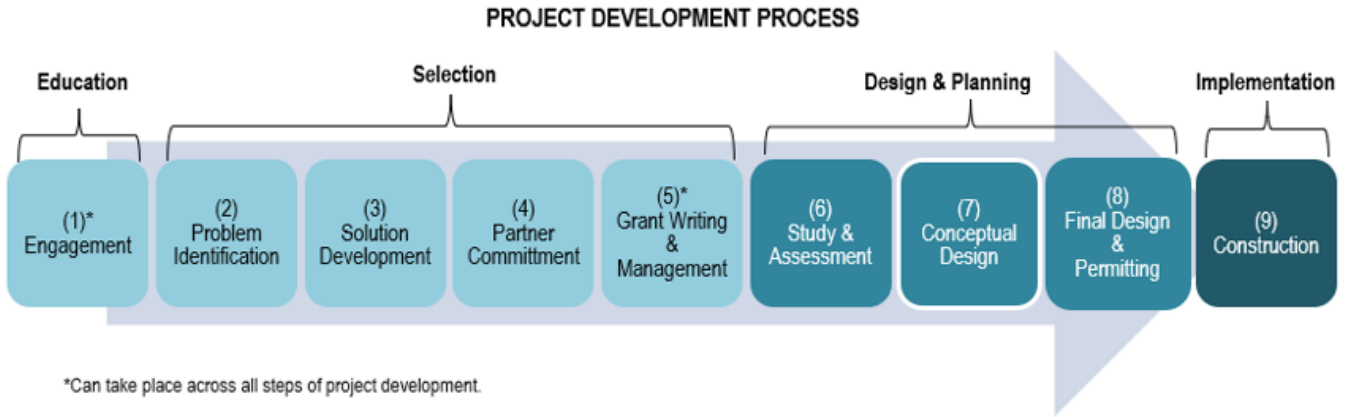 PROJECT DEVELOPMENT PROCESS
Education
Selection
Design & Planning
Implementation
(1)*
Engagement
(2)
Problem
Identification
(3)
Solution
Development
(4)
Partner
Committment
(5)*
Grant Writing
&
Management
(6)
Study &
Assessment
(7)
Conceptual
Design
(8)
Final Design
&
Permitting
(9)
Construction
*Can take place across all steps of project development.